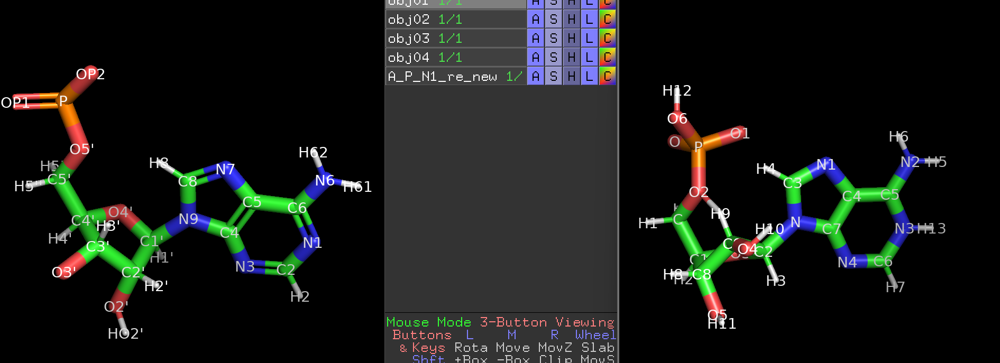 OP2
OP1
P
O5'
H5'
C5'
H5''
H8
N7
H62
N6
H61
C8
C5
C6
C4'
O4'
H3'
N9
C4
H4'
C3'
C1'
N1
H1'
N3
C2
O3'
C2'
H2'
H2
O2'
HO2'
obj01 1/1 A S H L C
obj02 1/1 A S H L C
obj03 1/1 A S H L C
obj04 1/1 A S H L C
A_P_N1_re_new 1/ A S H L C
Mouse Mode 3-Button Viewing
Buttons L M R Wheel
& Keys Rota Move MovZ Slab
Shft +Box -Box Clip MovS
H12
O6
O
P
O1
H6
N2
H5
H4
N1
C3
O2
C4
C5
H9
H1
C
H10
N
C7
N3
H13
O4
C2
C1
N4
C6
H8
C8
H2
H3
H7
O5
H11